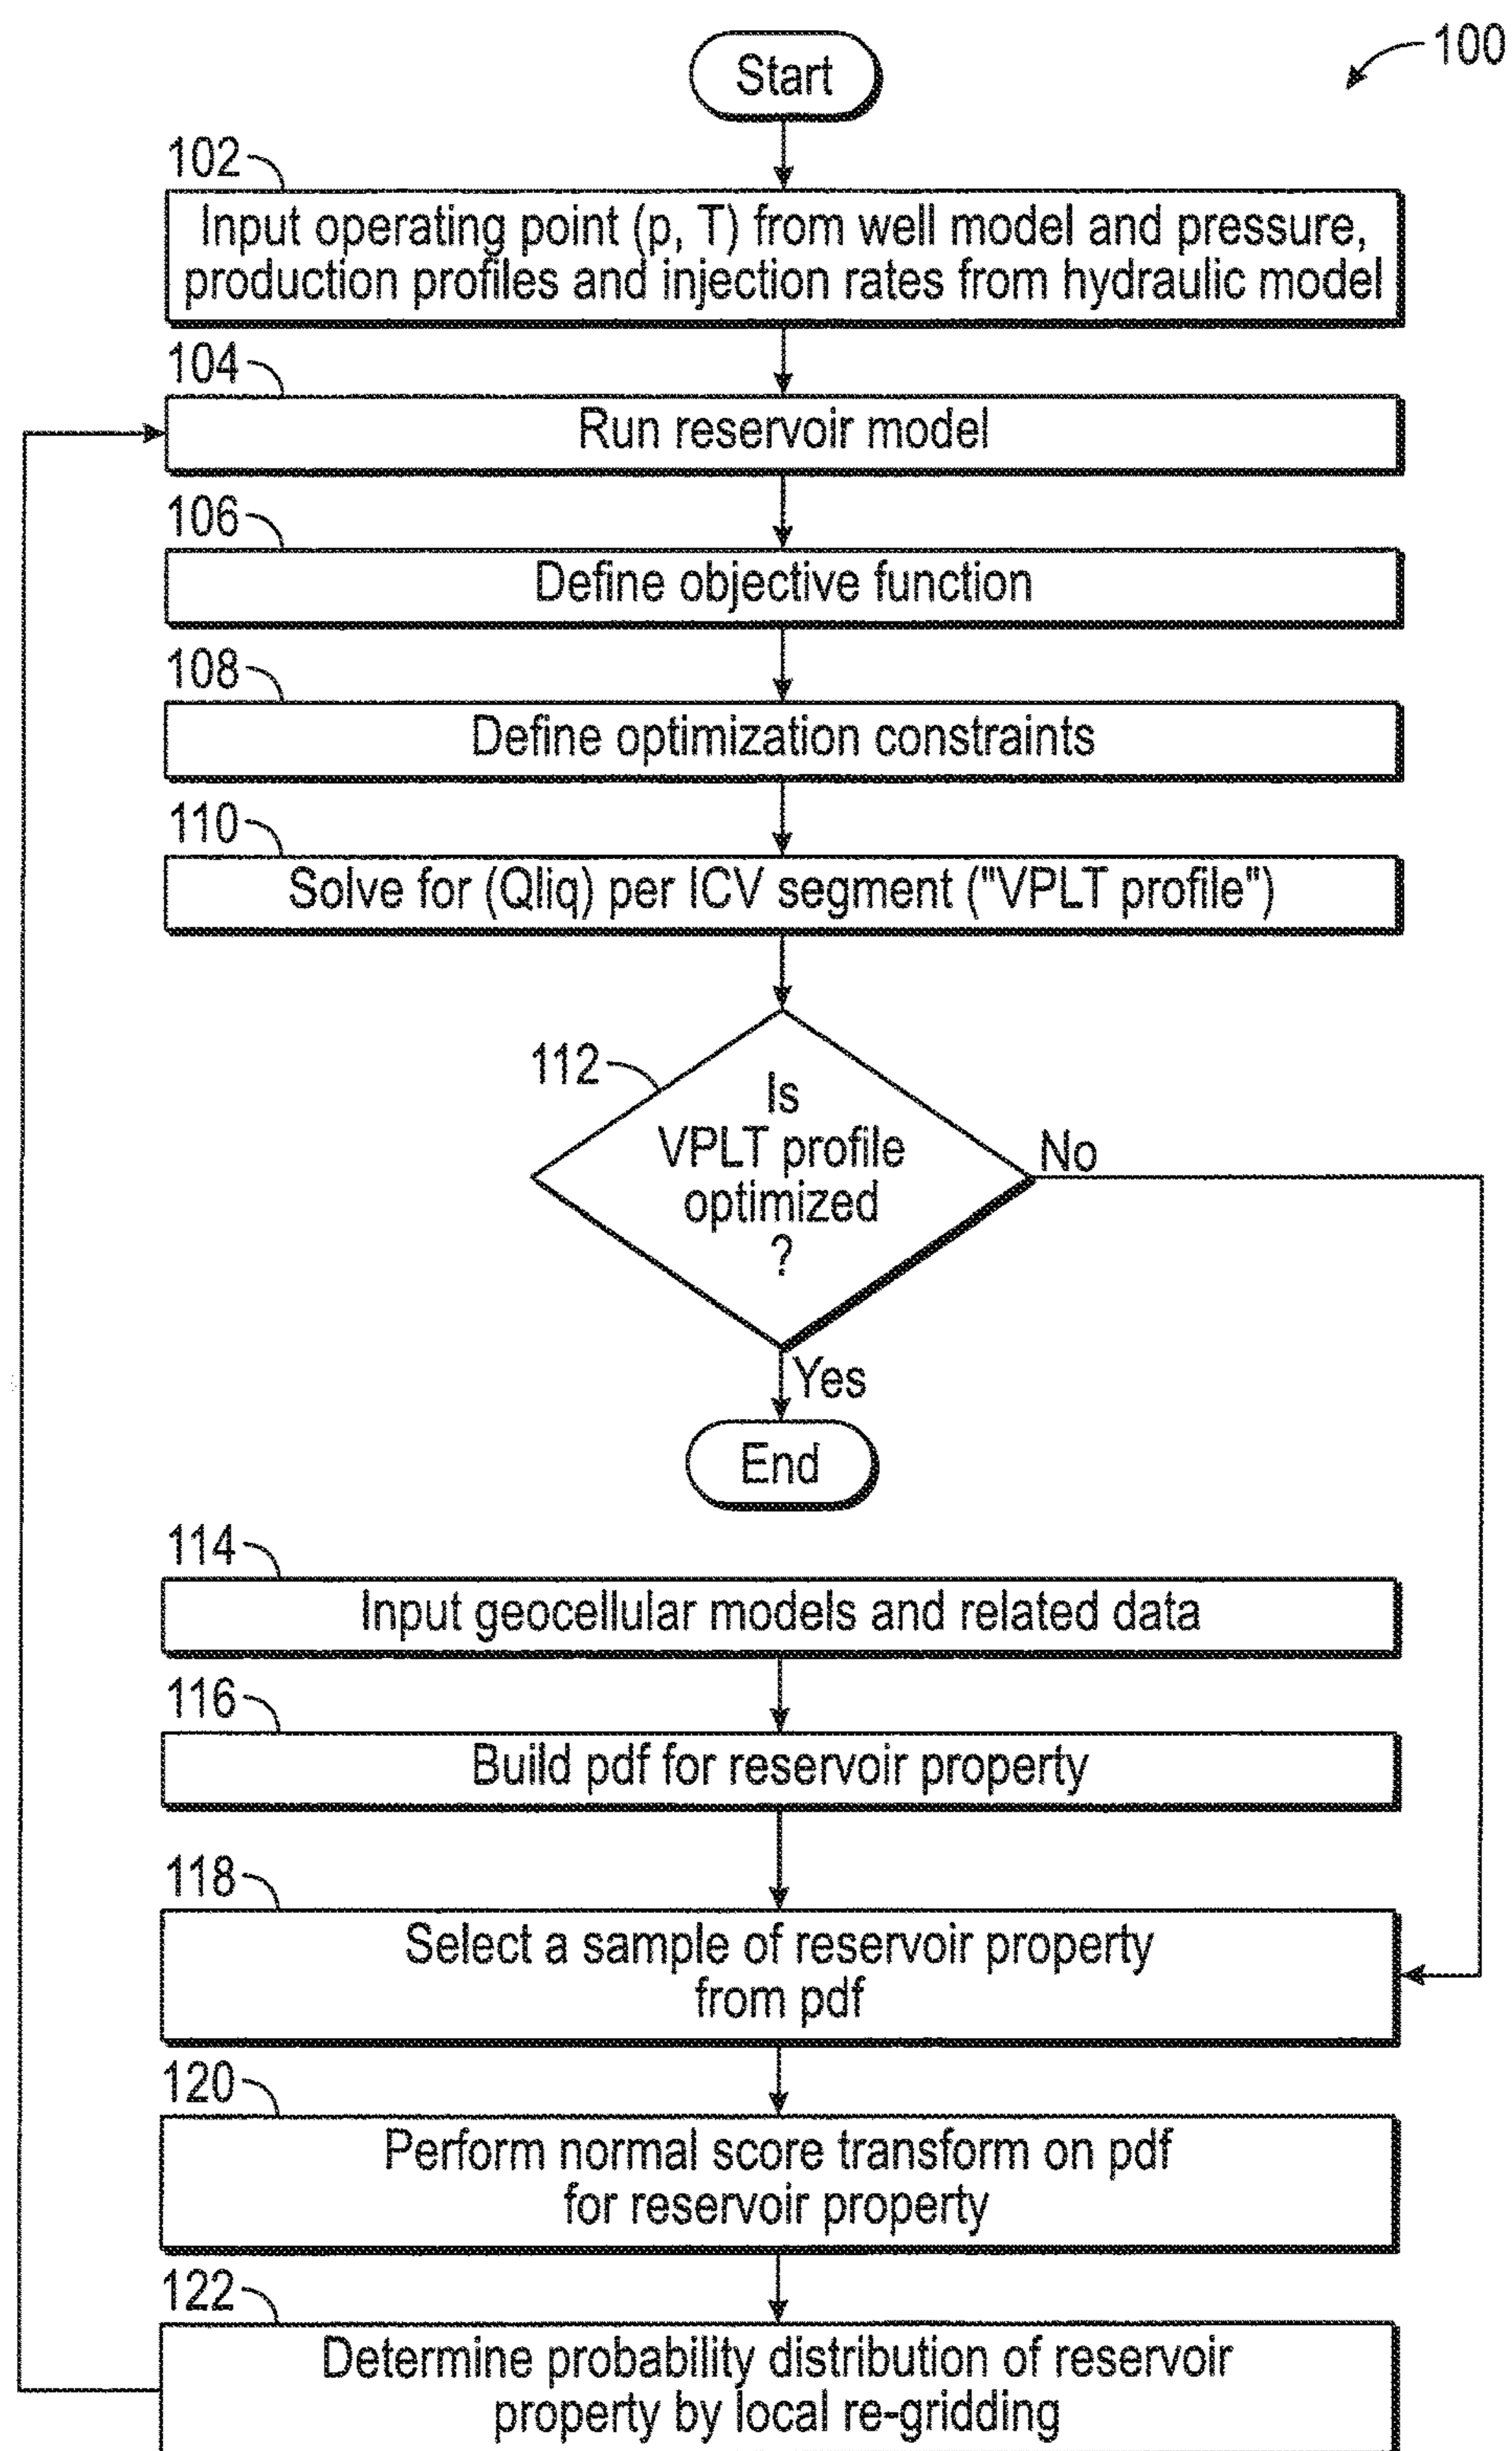 100
Start
102
Input operating point (p, T) from well model and pressure,
production profiles and injection rates from hydraulic model
104
Run reservoir model
106
Define objective function
108
Define optimization constraints
110
Solve for (Qliq) per ICV segment ("VPLT profile")
112
Is
VPLT profile
optimized
?
No
Yes
End
114
Input geocellular models and related data
116
Build pdf for reservoir property
118
Select a sample of reservoir property
from pdf
120
Perform normal score transform on pdf
for reservoir property
122
Determine probability distribution of reservoir
property by local re-gridding